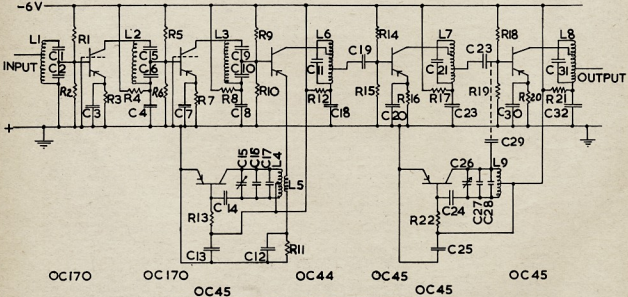 -6V
R1 R5 R9 R14 R18
L1 L2 L3 L6 L7 L8
C19 C23
INPUT C2 C6 C9 C10 C11 C21 C31 OUTPUT
R2 R3 R4 R6 R7 R8 R10 R12 R15 R16 R17 R19 R20 R21
C3 C4 C7 C8 C18 C20 C23 C30 C32
+
C29
C15 C16 C17 L4 L5 C26 L9
C14 C24 C27 C28
R13 R22
C13 C12 R11 C25
OC170 OC170 OC44 OC45 OC45
OC45 OC45